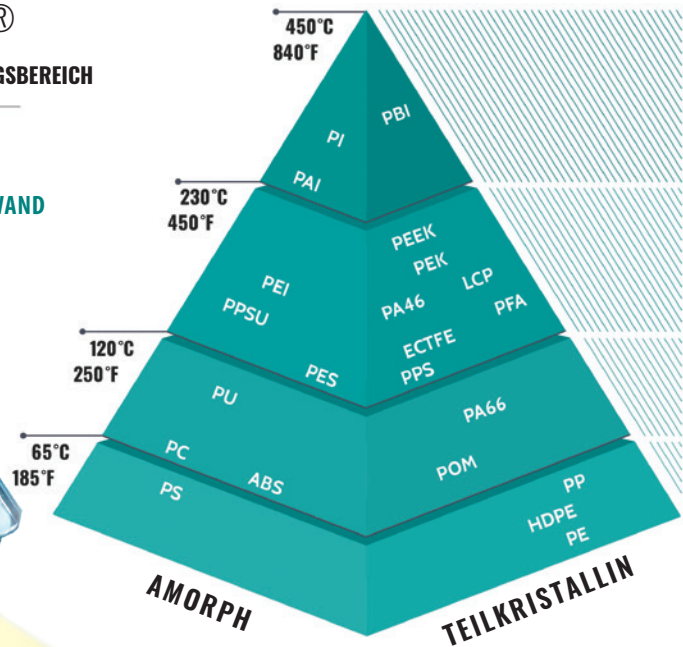 ®
GSBEREICH
VAND
450°C
840°F
230°C
450°F
120°C
250°F
65°C
185°F
PI
PAI
PBI
PEI
PPSU
PES
PEEK
PEK
LCP
PA46
PFA
ECTFE
PPS
PU
PC
ABS
PA66
POM
PS
PP
HDPE
PE
AMORPH
TEILKRISTALLIN